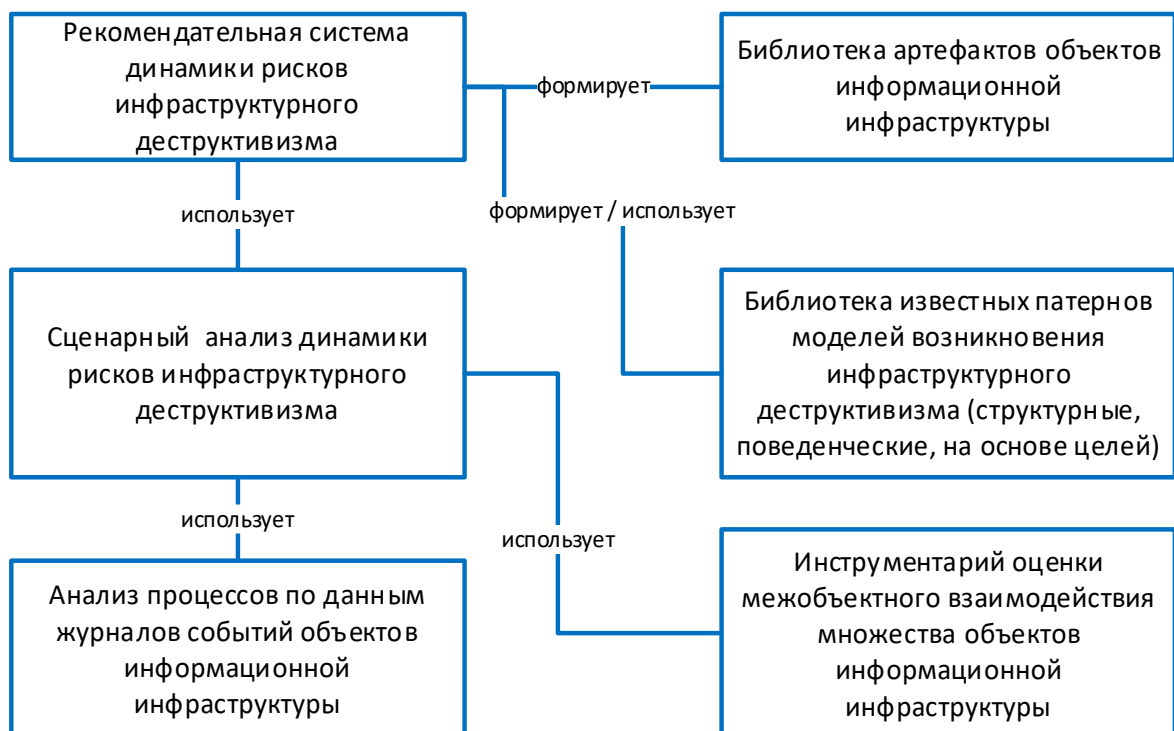 Рекомендательная система
динамики рисков
инфраструктурного
деструктивизма
формирует
Библиотека артефактов объектов
информационной
инфраструктуры
использует
формирует / использует
Сценарный  анализ динамики
рисков инфраструктурного
деструктивизма
Библиотека известных патернов
моделей возникновения
инфраструктурного
деструктивизма (структурные,
поведенческие, на основе целей)
использует
использует
Анализ процессов по данным
журналов событий объектов
информационной
инфраструктуры
Инструментарий оценки
межобъектного взаимодействия
множества объектов
информационной
инфраструктуры